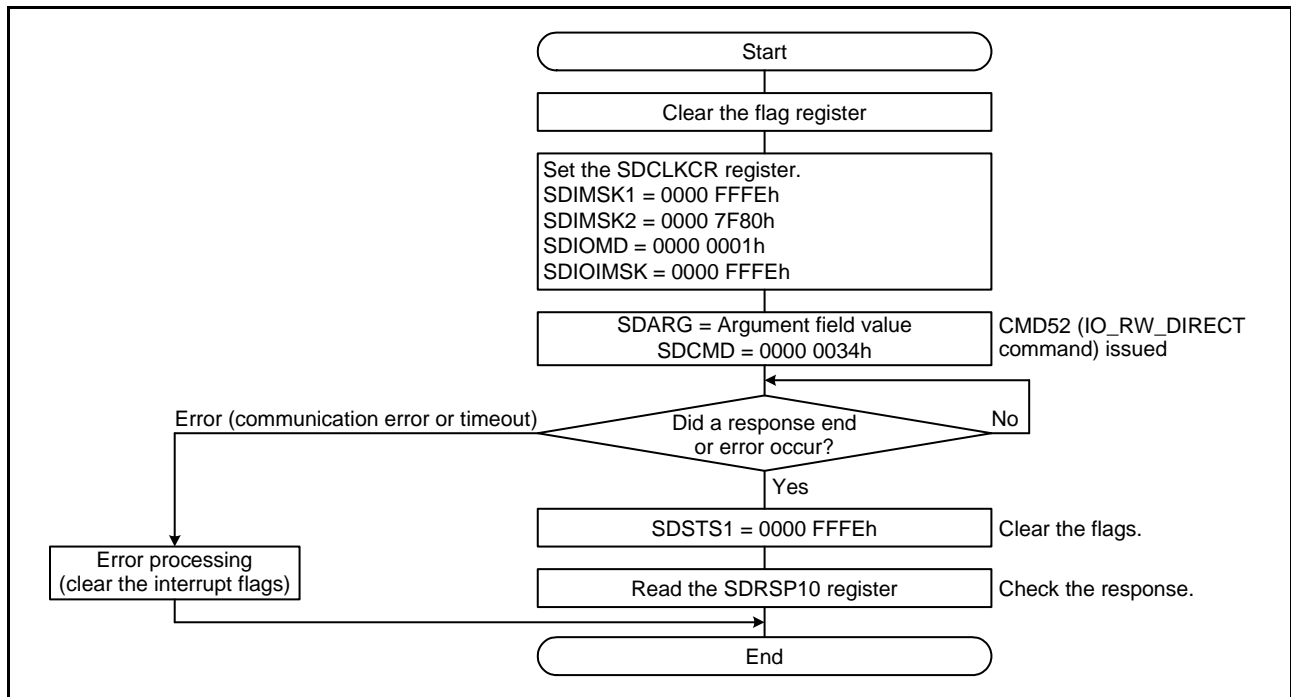 Start
Clear the flag register
Set the SDCLKCR register.
SDIMSK1 = 0000 FFFEh
SDIMSK2 = 0000 7F80h
SDIOMD = 0000 0001h
SDIOIMSK = 0000 FFFEh
SDARG = Argument field value
SDCMD = 0000 0034h
CMD52 (IO_RW_DIRECT
command) issued
Error (communication error or timeout)
Did a response end
or error occur?
No
Yes
SDSTS1 = 0000 FFFEh
Clear the flags.
Error processing
(clear the interrupt flags)
Read the SDRSP10 register
Check the response.
End